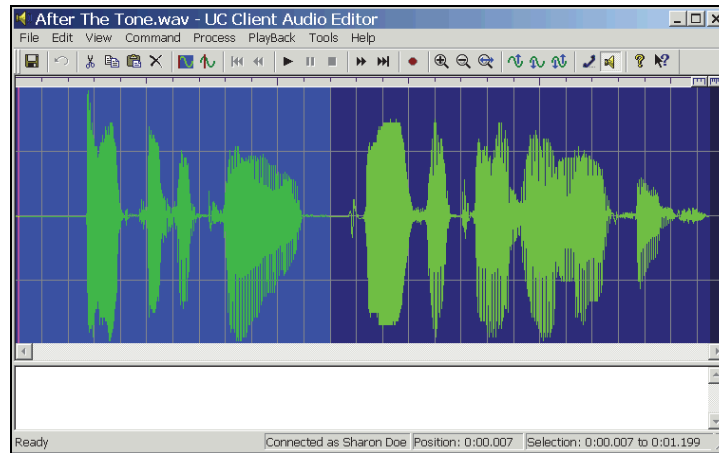 After The Tone.wav - UC Client Audio Editor
File Edit View Command Process PlayBack Tools Help
Ready Connected as Sharon Doe Position: 0:00.007 Selection: 0:00.007 to 0:01.199